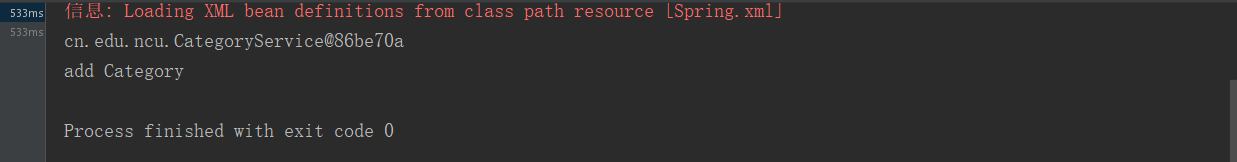 533ms
533ms
信息: Loading XML bean definitions from class path resource [Spring.xml]
cn.edu.ncu.CategoryService@86be70a
add Category
Process finished with exit code 0